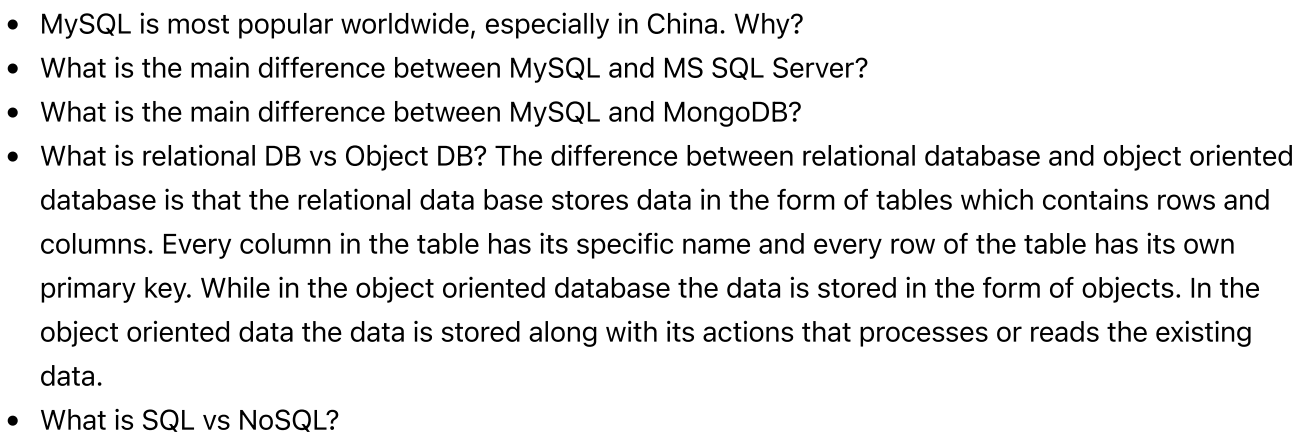 • MySQL is most popular worldwide, especially in China. Why?
• What is the main difference between MySQL and MS SQL Server?
• What is the main difference between MySQL and MongoDB?
• What is relational DB vs Object DB? The difference between relational database and object oriented
database is that the relational data base stores data in the form of tables which contains rows and
columns. Every column in the table has its specific name and every row of the table has its own
primary key. While in the object oriented database the data is stored in the form of objects. In the
object oriented data the data is stored along with its actions that processes or reads the existing
data.
• What is SQL vs NoSQL?